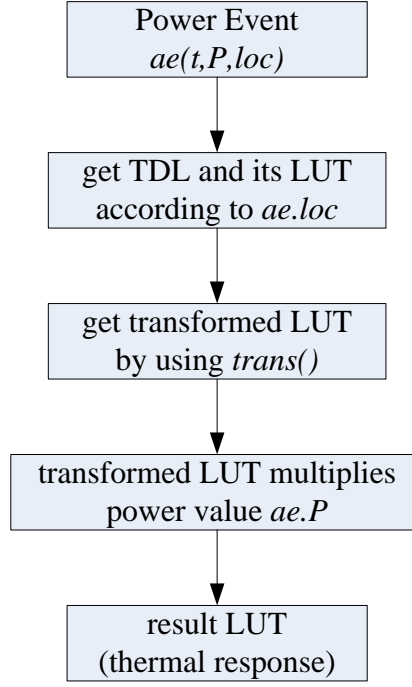 Power Event
ae(t,P,loc)
get TDL and its LUT
according to ae.loc
get transformed LUT
by using trans()
transformed LUT multiplies
power value ae.P
result LUT
(thermal response)